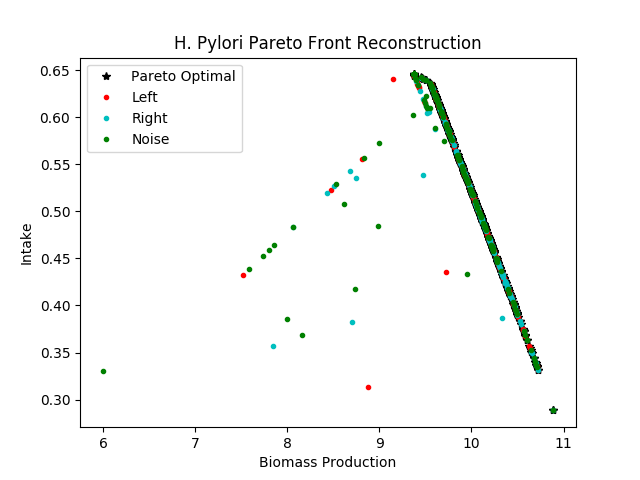 H. Pylori Pareto Front Reconstruction
Pareto Optimal
Left
Right
Noise
0.65
0.60
0.55
0.50
0.45
0.40
0.35
0.30
Intake
6 7 8 9 10 11
Biomass Production